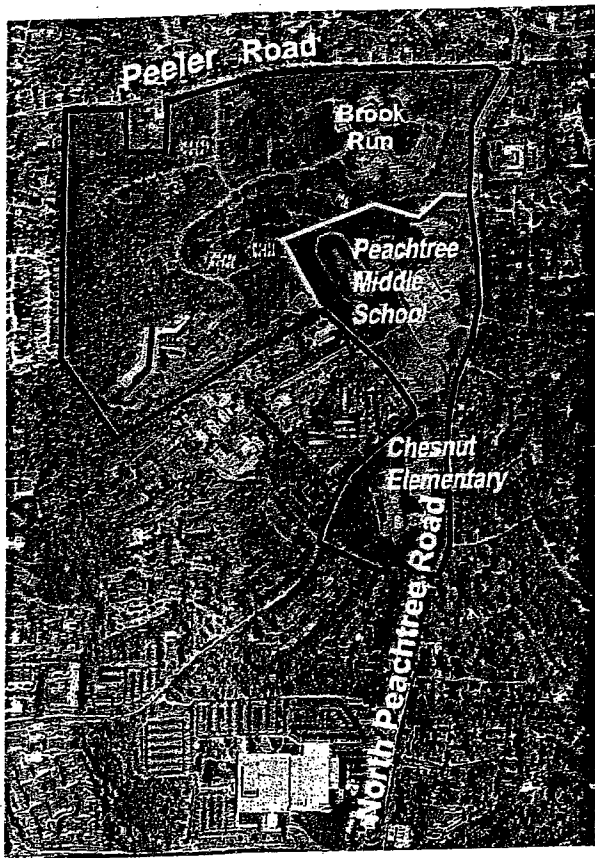 Peeler Road
Brook
Run
Peachtree
Middle
School
Chesnut
Elementary
North Peachtree Road